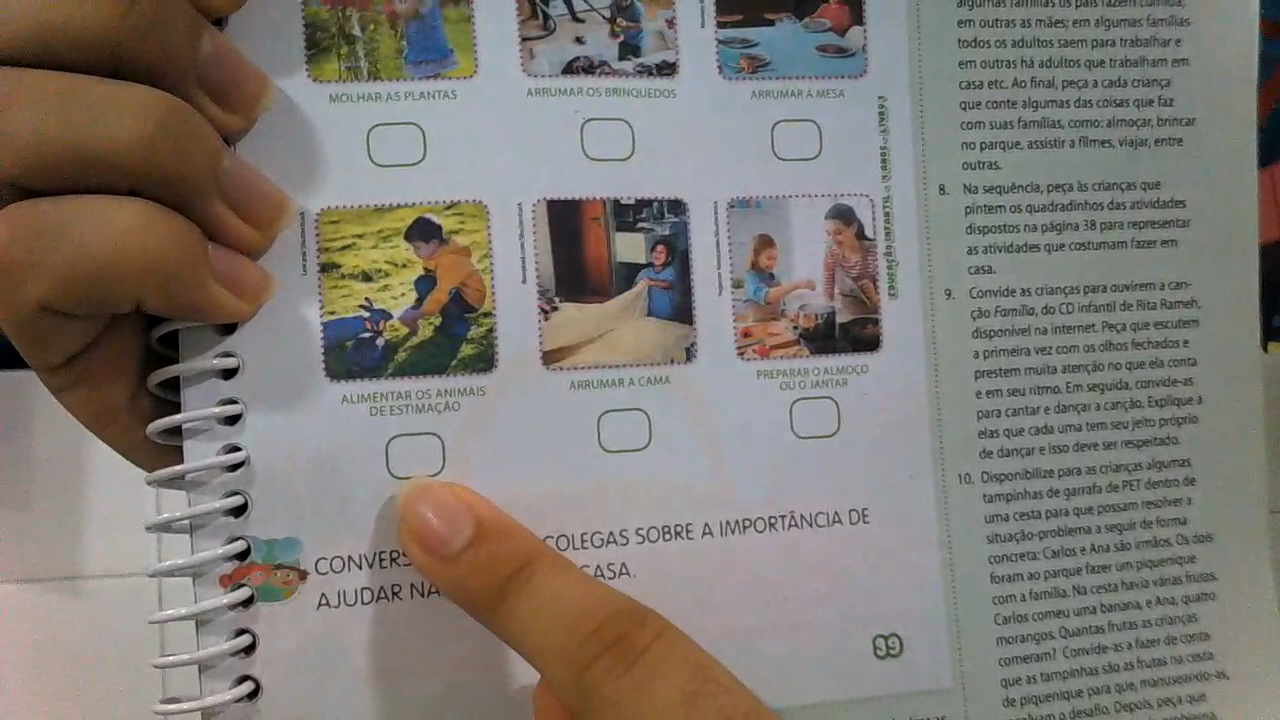 MOLHAR AS PLANTAS
ARRUMAR OS BRINQUEDOS
ARRUMAR A MESA
ALIMENTAR OS ANIMAIS
DE ESTIMAÇÃO
ARRUMAR A CAMA
PREPARAR O ALMOÇO
OU O JANTAR
COLEGAS SOBRE A IMPORTÂNCIA DE
AJUDAR
39
EDUCAÇÃO INFANTIL - 5 ANOS - LIVRO 1
algumas famílias os pais fazem comida,
em outras as mães; em algumas famílias
todos os adultos saem para trabalhar e
em outras há adultos que trabalham em
casa etc. Ao final, peça a cada criança
que conte algumas das coisas que faz
com suas famílias, como: almoçar, brincar
no parque, assistir a filmes, viajar, entre
outras.
8. Na sequência, peça às crianças que
pintem os quadradinhos das atividades
dispostos na página 38 para representar
as atividades que costumam fazer em
casa.
9. Convide as crianças para ouvirem a can-
ção Família, do CD infantil de Rita Rameh,
disponível na internet. Peça que escutem
a primeira vez com os olhos fechados e
prestem muita atenção no que ela conta
e em seu ritmo. Em seguida, convide-as
para cantar e dançar a canção. Explique a
elas que cada uma tem seu jeito próprio
de dançar e isso deve ser respeitado.
10. Disponibilize para as crianças algumas
tampinhas de garrafa de PET dentro de
uma cesta para que possam resolver a
situação-problema a seguir de forma
concreta: Carlos e Ana são irmãos. Os dois
foram ao parque fazer um piquenique
com a família. Na cesta havia várias frutas.
Carlos comeu uma banana, e Ana, quatro
morangos. Quantas frutas as crianças
comeram? Convide-as a fazer de conta
que as tampinhas são as frutas na cesta
de piquenique para que, manuseando-as,
o desafio. Depois, peça que